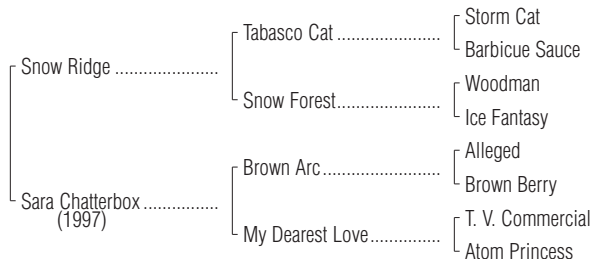 Storm Cat
Tabasco Cat ....................
Barbicue Sauce
Snow Ridge ....................
Woodman
Snow Forest....................
Ice Fantasy
Alleged
Brown Arc.......................
Brown Berry
Sara Chatterbox ...............
(1997)
T. V. Commercial
My Dearest Love..............
Atom Princess